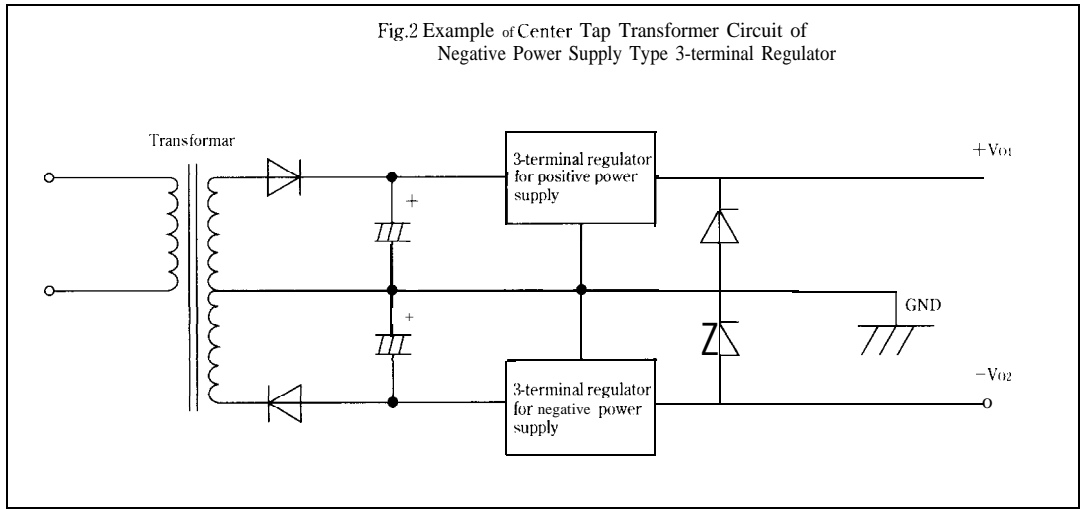 Fig.2 Example of Center Tap Transformer Circuit of
Negative Power Supply Type 3-terminal Regulator
Transformar
3-terminal regulator
for positive power
supply
+VO1
+
+
GND
3-terminal regulator
for negative power
supply
−VO2